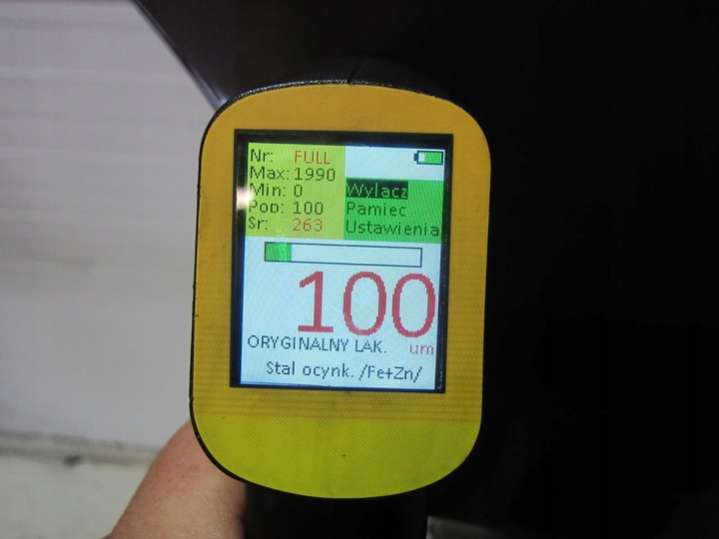 Nr: FULL
Max: 1990
Min: 0
Pop: 100
Sr: 263
Wylacz
Pamiec
Ustawienia
100
ORYGINALNY LAK. um
Stal ocynk. /Fe+Zn/